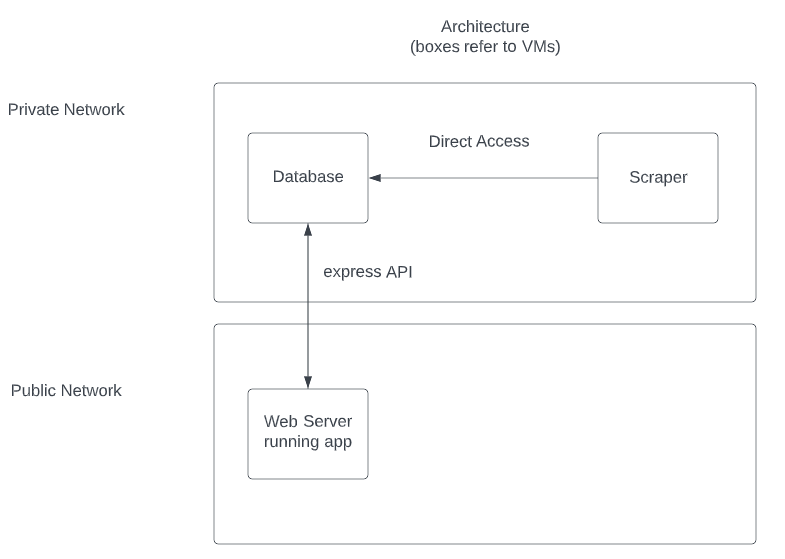 Architecture
(boxes refer to VMs)
Private Network
Direct Access
Database
Scraper
express API
Public Network
Web Server
running app